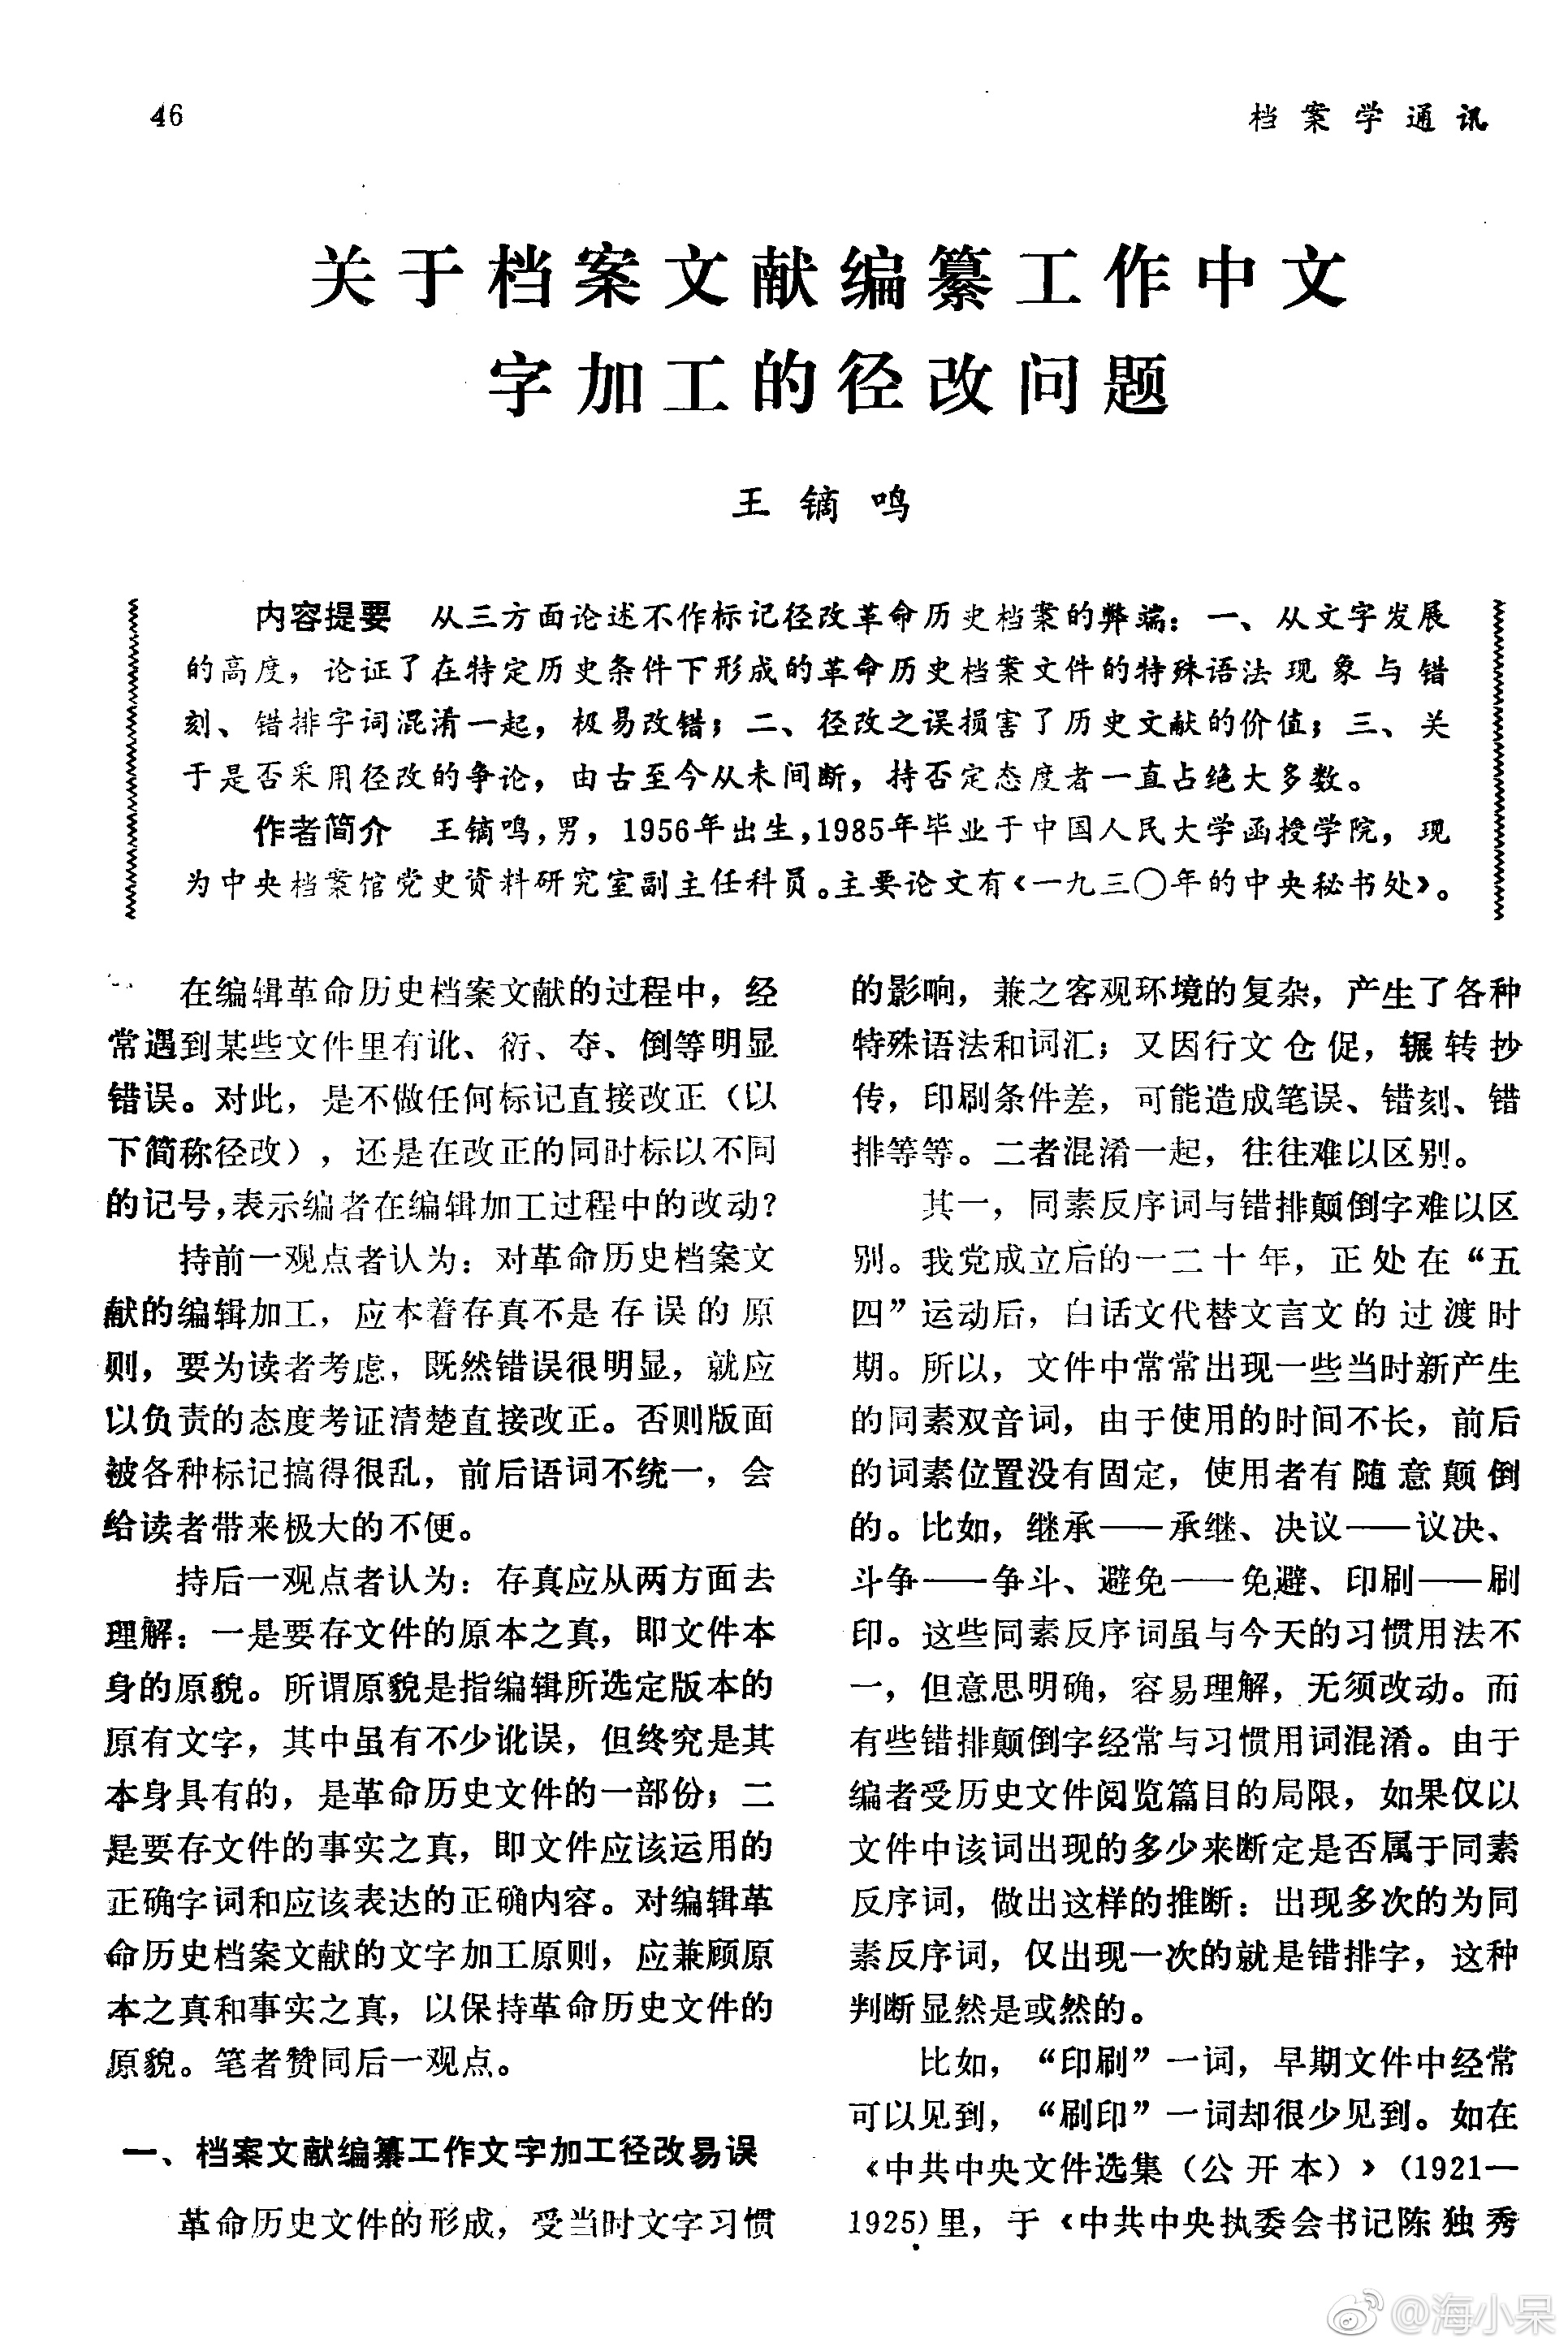 46
档案学通讯
关于档案文献编纂工作中文
字加工的径改问题
王镝鸣
内容提要 从三方面论述不作标记径改革命历史档案的弊端：一、从文字发展
的高度，论证了在特定历史条件下形成的革命历史档案文件的特殊语法现象与错
刻、错排字词混淆一起，极易改错；二、径改之误损害了历史文献的价值；三、关
于是否采用径改的争论，由古至今从未间断，持否定态度者一直占绝大多数。
作者简介 王镝鸣，男，1956年出生，1985年毕业于中国人民大学函授学院，现
为中央档案馆党史资料研究室副主任科员。主要论文有《一九三〇年的中央秘书处》。
在编辑革命历史档案文献的过程中，经
常遇到某些文件里有讹、衍、夺、倒等明显
错误。对此，是不做任何标记直接改正（以
下简称径改），还是在改正的同时标以不同
的记号，表示编者在编辑加工过程中的改动？
持前一观点者认为：对革命历史档案文
献的编辑加工，应本着存真不是存误的原
则，要为读者考虑，既然错误很明显，就应
以负责的态度考证清楚直接改正。否则版面
被各种标记搞得很乱，前后语词不统一，会
给读者带来极大的不便。
持后一观点者认为：存真应从两方面去
理解：一是要存文件的原本之真，即文件本
身的原貌。所谓原貌是指编辑所选定版本的
原有文字，其中虽有不少讹误，但终究是其
本身具有的，是革命历史文件的一部份；二
是要存文件的事实之真，即文件应该运用的
正确字词和应该表达的正确内容。对编辑革
命历史档案文献的文字加工原则，应兼顾原
本之真和事实之真，以保持革命历史文件的
原貌。笔者赞同后一观点。
一、档案文献编纂工作文字加工径改易误
革命历史文件的形成，受当时文字习惯
的影响，兼之客观环境的复杂，产生了各种
特殊语法和词汇；又因行文仓促，辗转抄
传，印刷条件差，可能造成笔误、错刻、错
排等等。二者混淆一起，往往难以区别。
其一，同素反序词与错排颠倒字难以区
别。我党成立后的一二十年，正处在“五
四”运动后，白话文代替文言文的过渡时
期。所以，文件中常常出现一些当时新产生
的同素双音词，由于使用的时间不长，前后
的词素位置没有固定，使用者有随意颠倒
的。比如，继承——承继、决议——议决、
斗争——争斗、避免——免避、印刷——刷
印。这些同素反序词虽与今天的习惯用法不
一，但意思明确，容易理解，无须改动。而
有些错排颠倒字经常与习惯用词混淆。由于
编者受历史文件阅览篇目的局限，如果仅以
文件中该词出现的多少来断定是否属于同素
反序词，做出这样的推断：出现多次的为同
素反序词，仅出现一次的就是错排字，这种
判断显然是或然的。
比如，“印刷”一词，早期文件中经常
可以见到，“刷印”一词却很少见到。如在
《中共中央文件选集（公开本）》（1921—
1925）里，于《中共中央执委会书记陈独秀
@海小呆